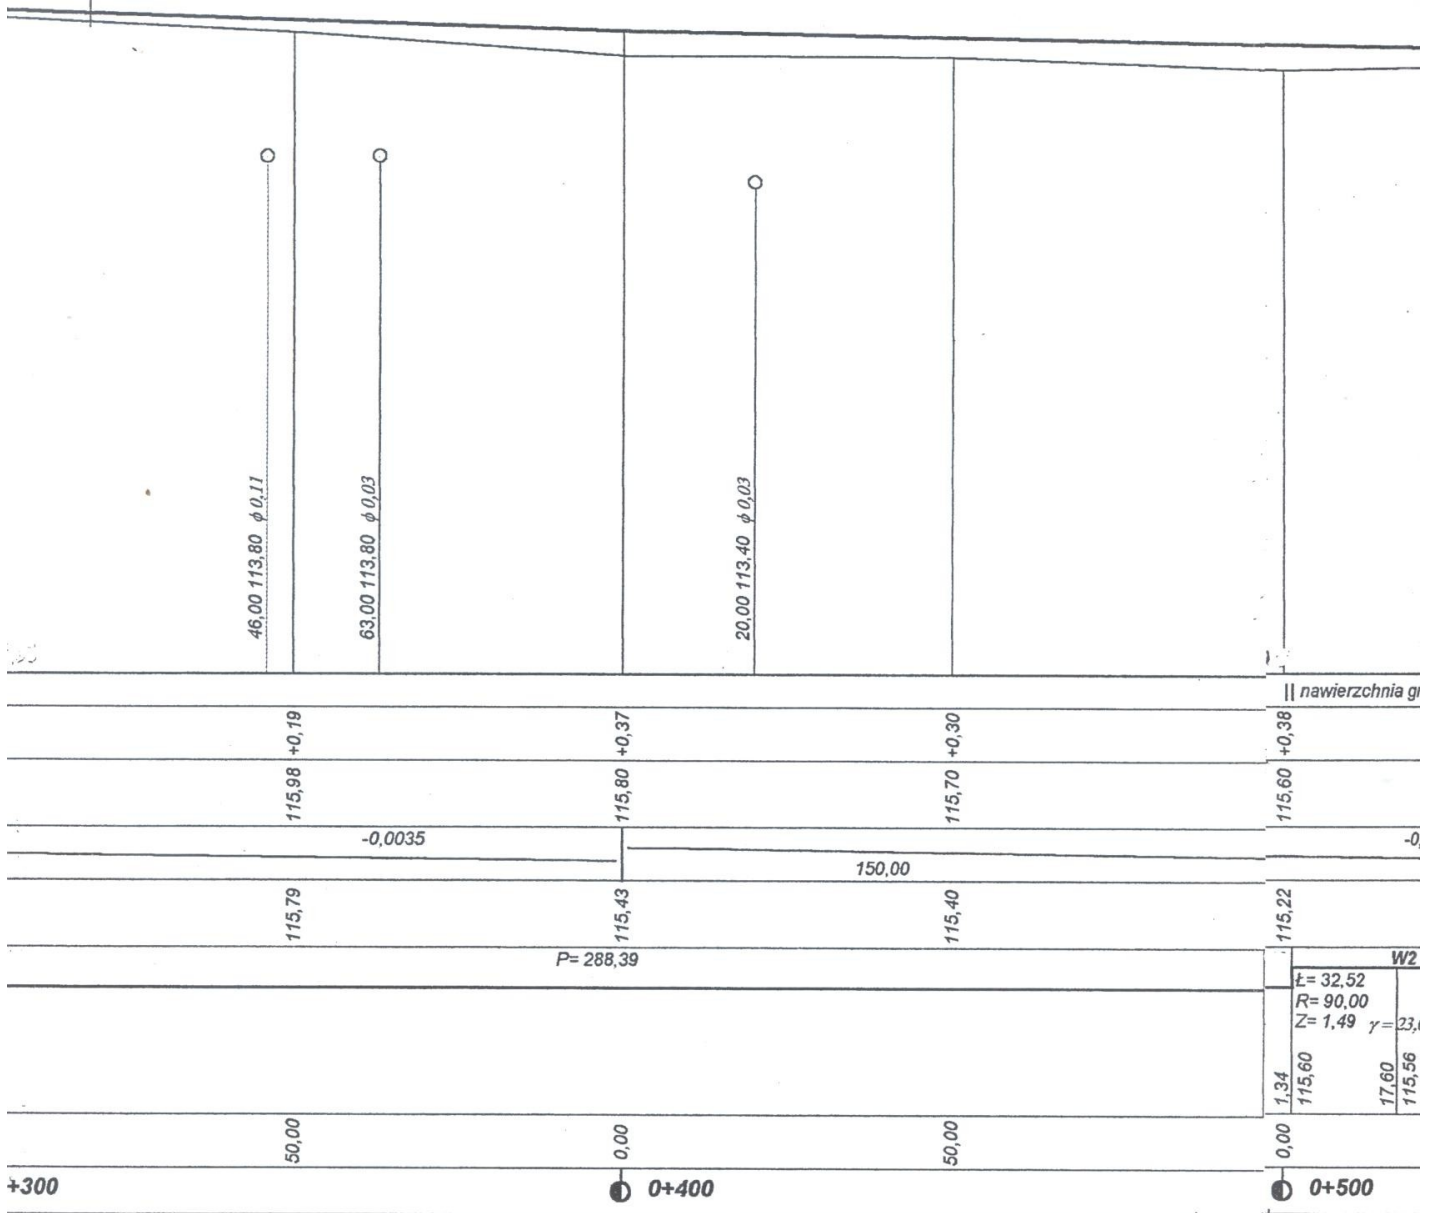 46,00 113,80 ϕ 0,11
63,00 113,80 ϕ 0,03
20,00 113,40 ϕ 0,03
|| nawierzchnia
+0,19 +0,37 +0,30 +0,38
115,98 115,80 115,70 115,60
-0,0035
150,00
115,79 115,43 115,40 115,22
P= 288,39
W2
Ł= 32,52
R= 90,00
Z= 1,49 γ=23,
1,34 115,60 17,60 115,56
50,00 0,00 50,00 0,00
+300 0+400 0+500